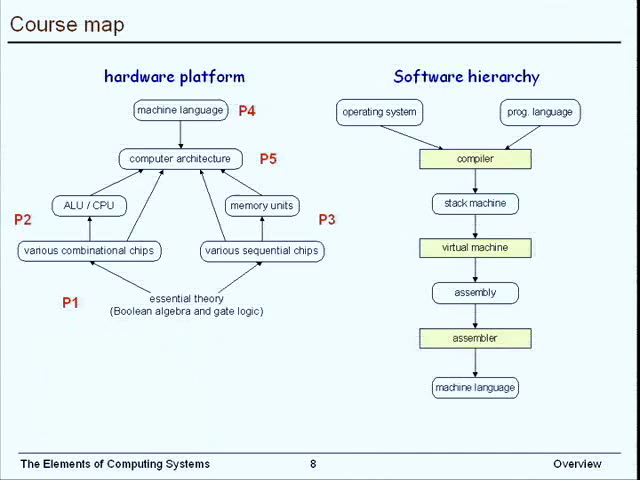 Course map
hardware platform
Software hierarchy
machine language
P4
operating system
prog. language
computer architecture
P5
compiler
ALU / CPU
memory units
stack machine
P2
P3
various combinational chips
various sequential chips
virtual machine
P1
essential theory
(Boolean algebra and gate logic)
assembly
assembler
machine language
The Elements of Computing Systems
8
Overview